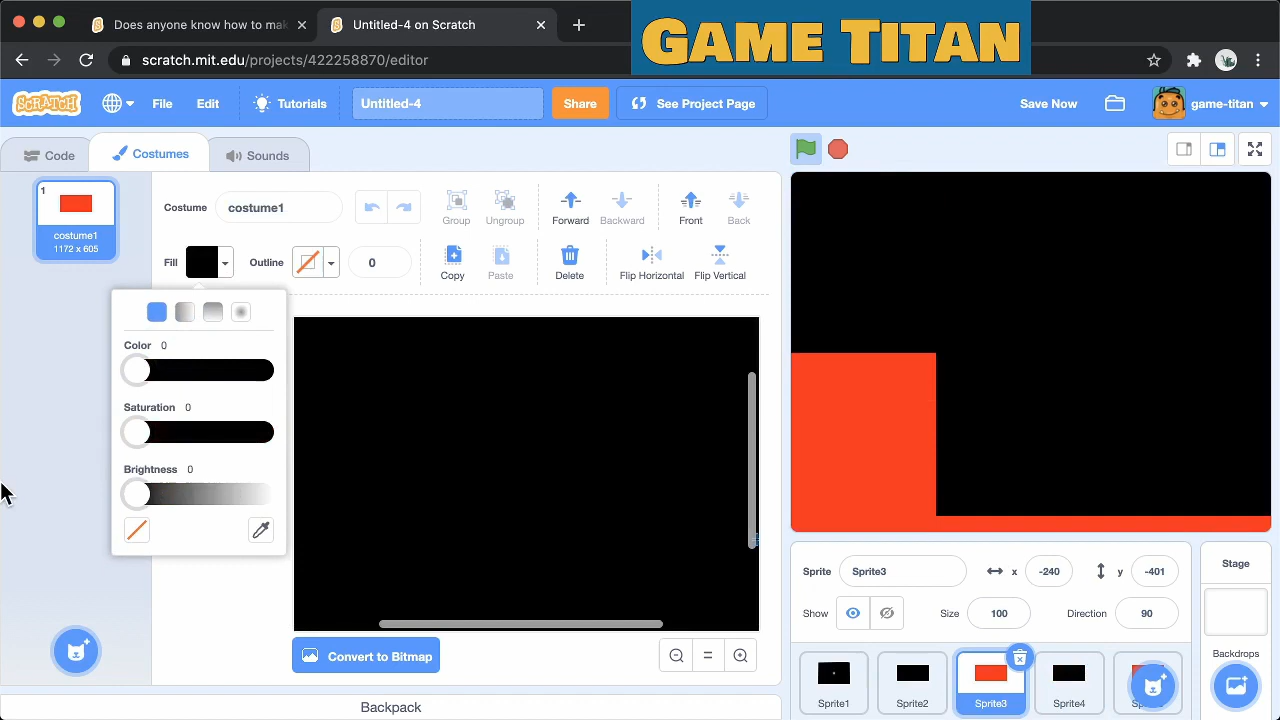 Does anyone know how to mak
Untitled-4 on Scratch
GAME TITAN
scratch.mit.edu/projects/422258870/editor
SCRATCH
File
Edit
Tutorials
Untitled-4
Share
See Project Page
Save Now
game-titan
Code
Costumes
Sounds
1
costume1
1172 x 605
Costume
costume1
Group
Ungroup
Forward
Backward
Front
Back
Fill
Outline
0
Copy
Paste
Delete
Flip Horizontal
Flip Vertical
Color 0
Saturation 0
Brightness 0
Convert to Bitmap
Backpack
Sprite
Sprite3
x
-240
y
-401
Show
Size
100
Direction
90
Stage
Backdrops
Sprite1
Sprite2
Sprite3
Sprite4